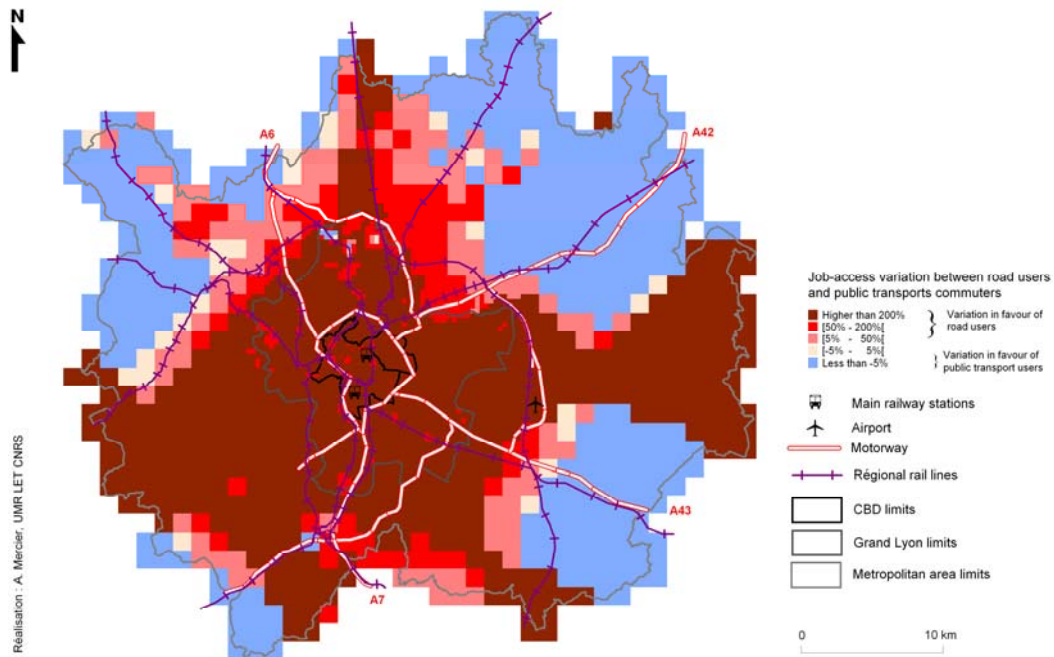 N
A6
A42
A43
A7
Job-access variation between road users
and public transports commuters
Higher than 200%
[50% - 200%[
[5% - 50%[
[-5% - 5%[
Less than -5%
Variation in favour of
road users
Variation in favour of
public transport users
Main railway stations
Airport
Motorway
Régional rail lines
CBD limits
Grand Lyon limits
Metropolitan area limits
0 10 km
Réalisation : A. Mercier, UMR LET CNRS